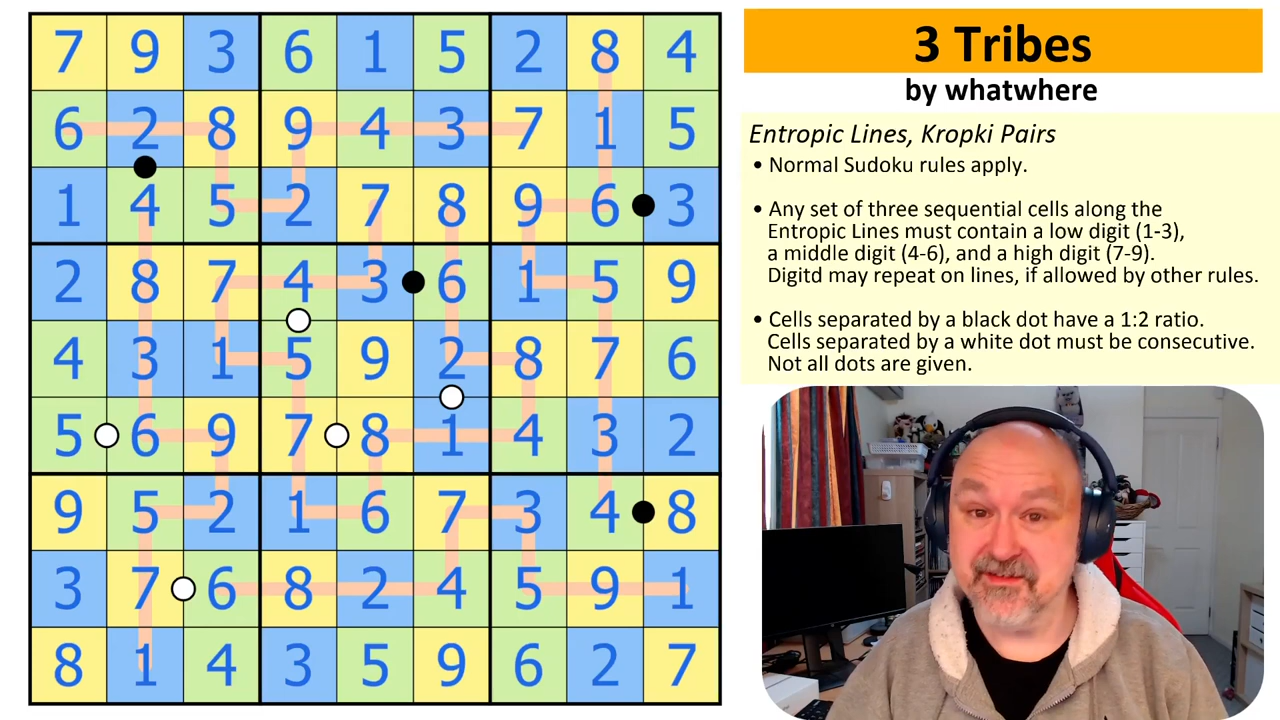 3 Tribes
by whatwhere
Entropic Lines, Kropki Pairs
• Normal Sudoku rules apply.
• Any set of three sequential cells along the
Entropic Lines must contain a low digit (1-3),
a middle digit (4-6), and a high digit (7-9).
Digitd may repeat on lines, if allowed by other rules.
• Cells separated by a black dot have a 1:2 ratio.
Cells separated by a white dot must be consecutive.
Not all dots are given.
7 9 3 6 1 5 2 8 4
6 2 8 9 4 3 7 1 5
1 4 5 2 7 8 9 6 3
2 8 7 4 3 6 1 5 9
4 3 1 5 9 2 8 7 6
5 6 9 7 8 1 4 3 2
9 5 2 1 6 7 3 4 8
3 7 6 8 2 4 5 9 1
8 1 4 3 5 9 6 2 7